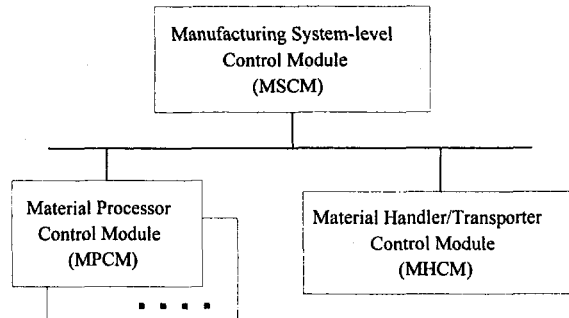 Manufacturing System-level
Control Module
(MSCM)
Material Processor
Control Module
(MPCM)
Material Handler/Transporter
Control Module
(MHCM)